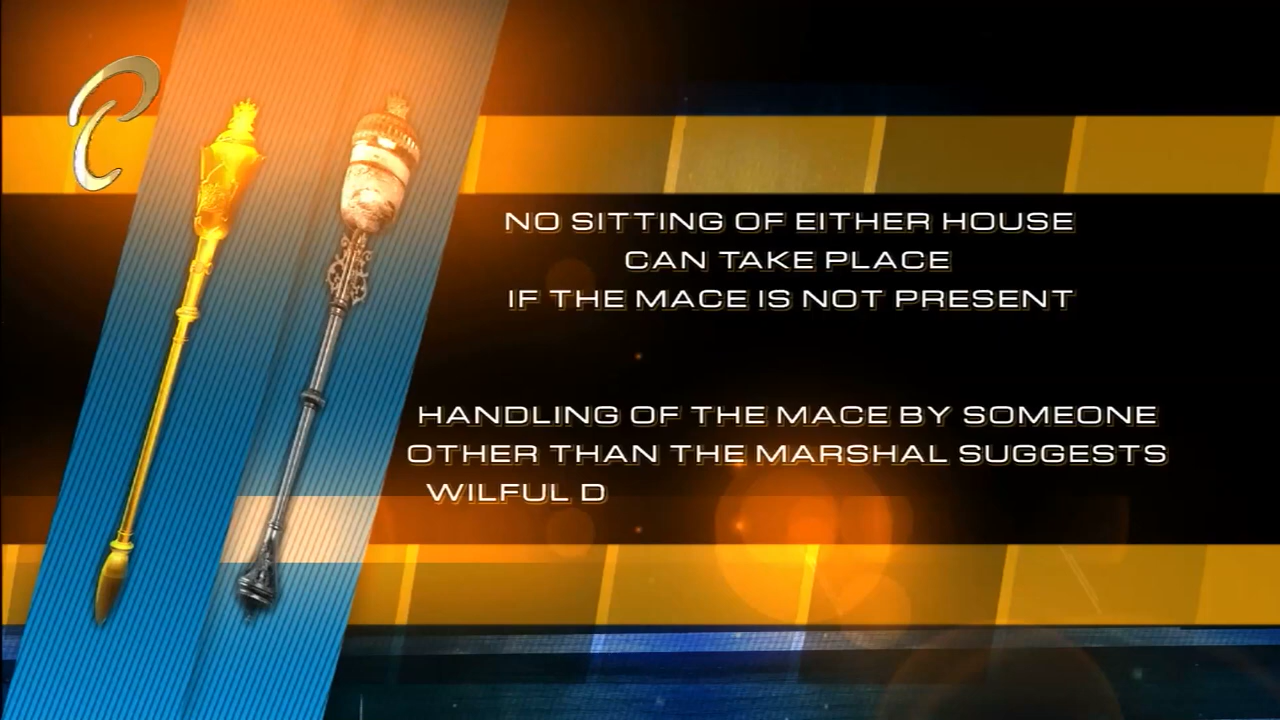 NO SITTING OF EITHER HOUSE
CAN TAKE PLACE
IF THE MACE IS NOT PRESENT
HANDLING OF THE MACE BY SOMEONE
OTHER THAN THE MARSHAL SUGGESTS
WILFUL D